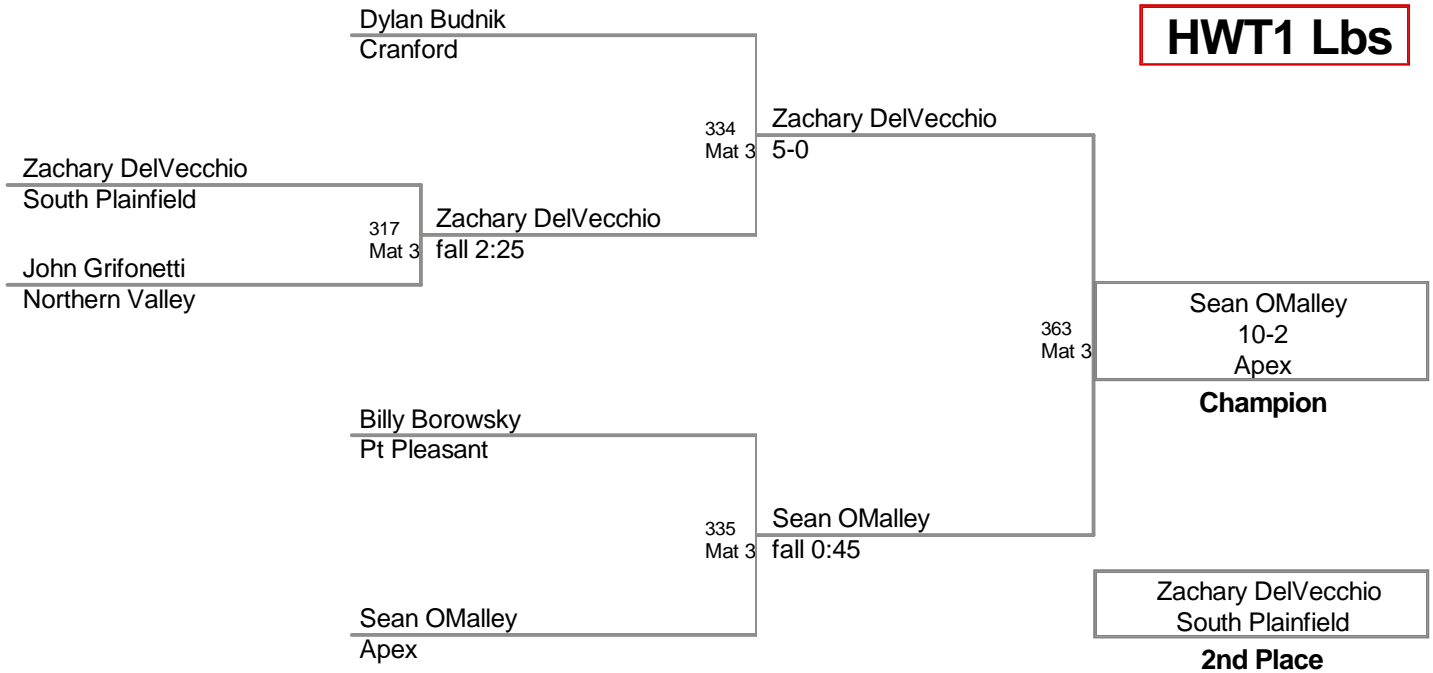 Dylan Budnik
Cranford
HWT1 Lbs
334
Mat 3
Zachary DelVecchio
5-0
Zachary DelVecchio
South Plainfield
317
Mat 3
Zachary DelVecchio
fall 2:25
John Grifonetti
Northern Valley
363
Mat 3
Sean OMalley
10-2
Apex
Champion
Billy Borowsky
Pt Pleasant
335
Mat 3
Sean OMalley
fall 0:45
Sean OMalley
Apex
Zachary DelVecchio
South Plainfield
2nd Place